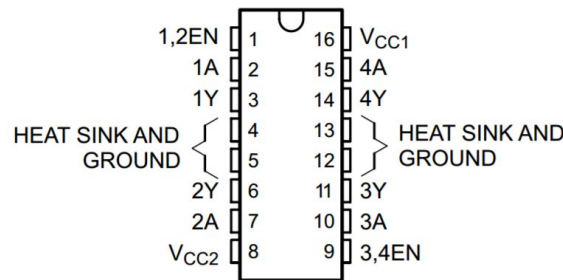 1,2EN 1 16 VCC1
1A 2 15 4A
1Y 3 14 4Y
HEAT SINK AND 4 13 HEAT SINK AND
GROUND 5 12 GROUND
2Y 6 11 3Y
2A 7 10 3A
VCC2 8 9 3,4EN